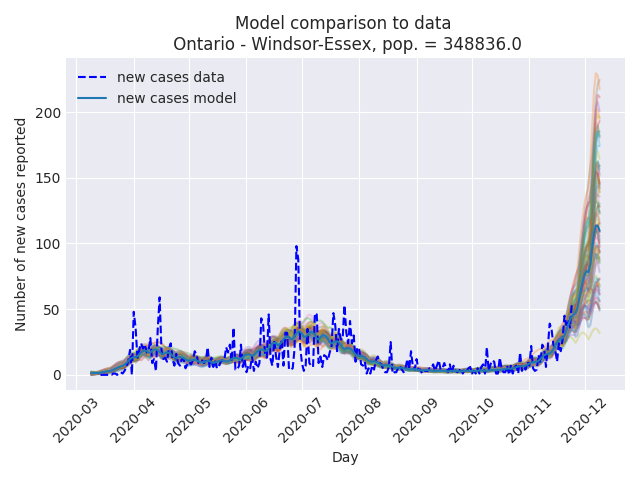 Model comparison to data
Ontario - Windsor-Essex, pop. = 348836.0
new cases data
new cases model
Number of new cases reported
200
150
100
50
0
2020-03
2020-04
2020-05
2020-06
2020-07
2020-08
2020-09
2020-10
2020-11
2020-12
Day